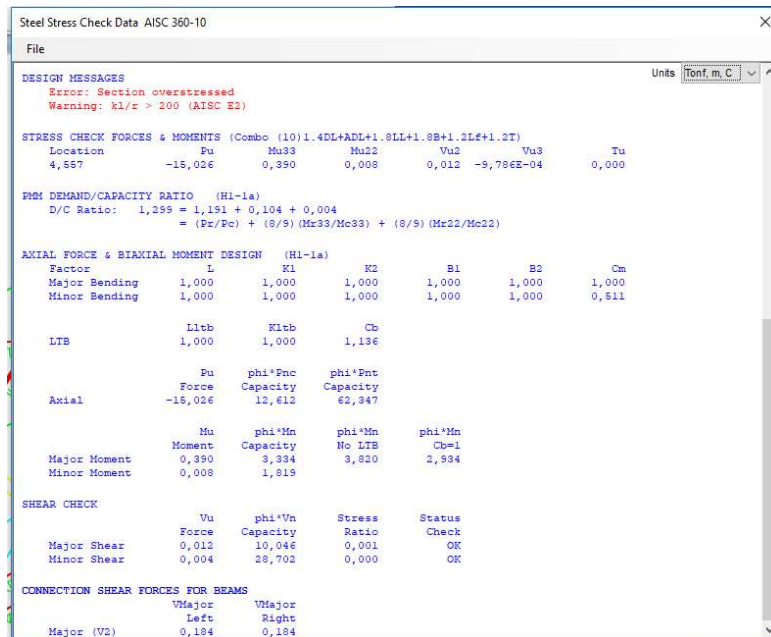 Steel Stress Check Data AISC 360-10
File
Units Tonf, m, C
DESIGN MESSAGES
Error: Section overstressed
Warning: kl/r > 200 (AISC E2)
STRESS CHECK FORCES & MOMENTS (Combo (10)1.4DL+ADL+1.8LL+1.8B+1.2Lf+1.2T)
Location Pu Mu33 Mu22 Vu2 Vu3 Tu
4,557 -15,026 0,390 0,008 0,012 -9,786E-04 0,000
PMM DEMAND/CAPACITY RATIO (H1-1a)
D/C Ratio: 1,299 = 1,191 + 0,104 + 0,004
= (Pr/Pc) + (8/9)(Mr33/Mc33) + (8/9)(Mr22/Mc22)
AXIAL FORCE & BIAXIAL MOMENT DESIGN (H1-1a)
Factor L K1 K2 B1 B2 Cm
Major Bending 1,000 1,000 1,000 1,000 1,000 1,000
Minor Bending 1,000 1,000 1,000 1,000 1,000 0,511
Lltb Kltb Cb
LTB 1,000 1,000 1,136
Pu phi*Pnc phi*Pnt
Force Capacity Capacity
Axial -15,026 12,612 62,347
Mu phi*Mn phi*Mn phi*Mn
Moment Capacity No LTB Cb=1
Major Moment 0,390 3,334 3,820 2,934
Minor Moment 0,008 1,819
SHEAR CHECK
Vu phi*Vn Stress Status
Force Capacity Ratio Check
Major Shear 0,012 10,046 0,001 OK
Minor Shear 0,004 28,702 0,000 OK
CONNECTION SHEAR FORCES FOR BEAMS
VMajor VMajor
Left Right
Major (V2) 0,184 0,184